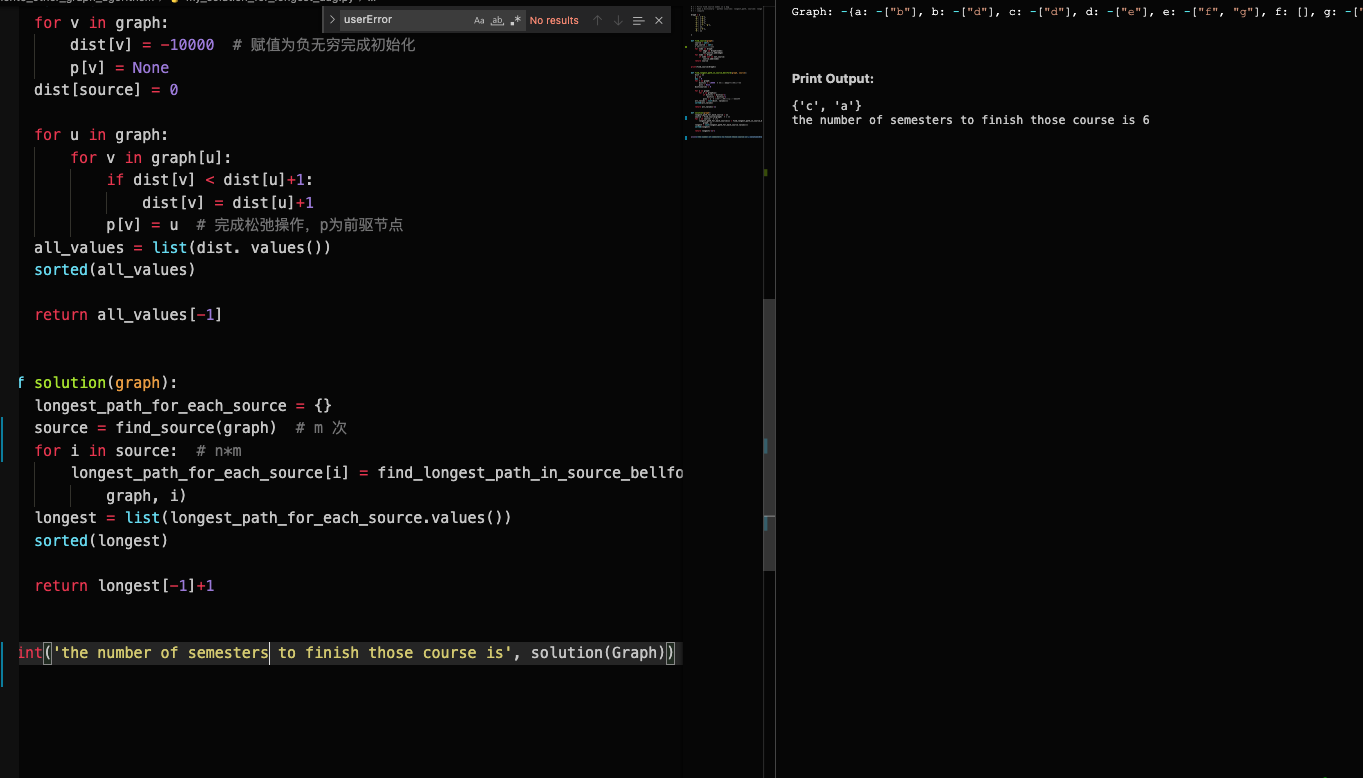 for v in graph:
dist[v] = -10000  # 赋值为负无穷完成初始化
p[v] = None
dist[source] = 0
for u in graph:
for v in graph[u]:
if dist[v] < dist[u]+1:
dist[v] = dist[u]+1
p[v] = u  # 完成松弛操作, p为前驱节点
all_values = list(dist. values())
sorted(all_values)
return all_values[-1]
f solution(graph):
longest_path_for_each_source = {}
source = find_source(graph)  # m 次
for i in source:  # n*m
longest_path_for_each_source[i] = find_longest_path_in_source_bellfo
graph, i)
longest = list(longest_path_for_each_source.values())
sorted(longest)
return longest[-1]+1
int('the number of semesters to finish those course is', solution(Graph))
userError
Aa ab .*
No results
Graph: -{a: -["b"], b: -["d"], c: -["d"], d: -["e"], e: -["f", "g"], f: [], g: -["
Print Output:
{'c', 'a'}
the number of semesters to finish those course is 6